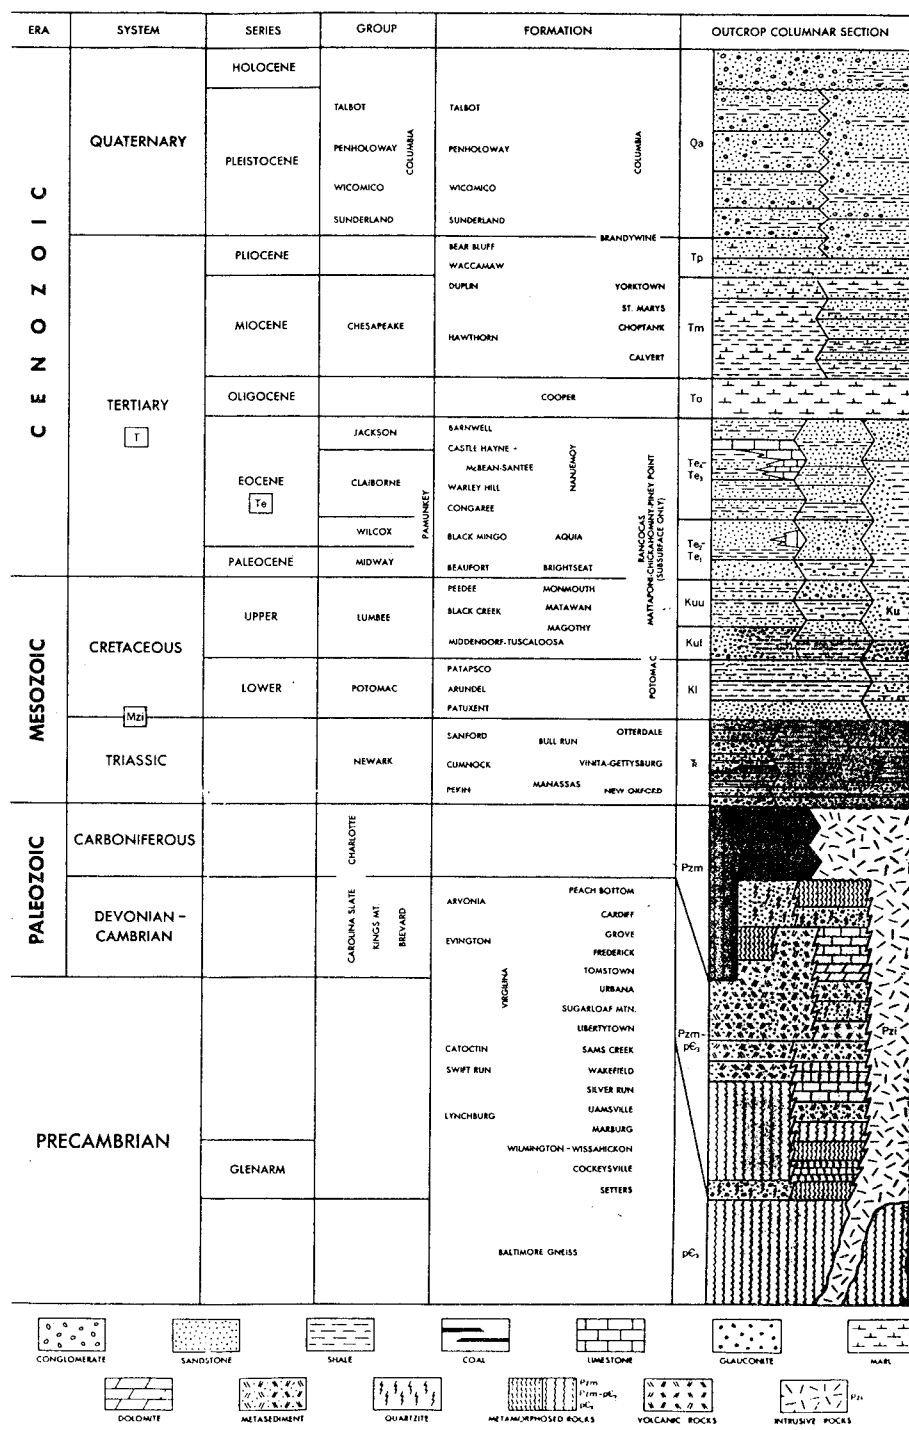 ERA SYSTEM SERIES GROUP FORMATION OUTCROP COLUMNAR SECTION
CENOZOIC
QUATERNARY
HOLOCENE
PLEISTOCENE
TALBOT
PENHOLOWAY
WICOMICO
SUNDERLAND
COLUMBIA
TALBOT
PENHOLOWAY
WICOMICO
SUNDERLAND
COLUMBIA
BRANDYWINE
Qa
TERTIARY
T
PLIOCENE
BEAR BLUFF
WACCAMAW
Tp
MIOCENE
CHESAPEAKE
DUPLIN
HAWTHORN
YORKTOWN
ST. MARYS
CHOPTANK
CALVERT
Tm
OLIGOCENE
COOPER
To
EOCENE
Te
JACKSON
CLAIBORNE
WILCOX
PAMUNKEY
BARNWELL
CASTLE HAYNE -
McBEAN-SANTEE
WARLEY HILL
CONGAREE
NANJEMOY
BLACK MINGO AQUIA
RANCOCAS
MATTAPONI-CHICKAHOMINY-PINEY POINT
(SUBSURFACE ONLY)
Te4-
Te3
Te2-
Te1
PALEOCENE
MIDWAY
BEAUFORT BRIGHTSEAT
MESOZOIC
CRETACEOUS
Mzi
UPPER
LUMBEE
PEEDEE MONMOUTH
BLACK CREEK MATAWAN
MAGOTHY
MIDDENDORF-TUSCALOOSA
Kuu
Ku
Kul
LOWER
POTOMAC
PATAPSCO
ARUNDEL
PATUXENT
POTOMAC
Kl
TRIASSIC
NEWARK
SANFORD BULL RUN OTTERDALE
CUMNOCK VINITA-GETTYSBURG
PEKIN MANASSAS NEW OXFORD
PALEOZOIC
CARBONIFEROUS
CHARLOTTE
Pzm
DEVONIAN-
CAMBRIAN
CAROLINA SLATE
KINGS MT.
BREVARD
ARVONIA
EVINGTON
VIRGILINA
PEACH BOTTOM
CARDIFF
GROVE
FREDERICK
TOMSTOWN
URBANA
SUGARLOAF MTN.
LIBERTYTOWN
Pzm-
p€3
Pzi
PRECAMBRIAN
CATOCTIN SAMS CREEK
SWIFT RUN WAKEFIELD
SILVER RUN
LYNCHBURG
IJAMSVILLE
MARBURG
WILMINGTON-WISSAHICKON
GLENARM
COCKEYSVILLE
SETTERS
BALTIMORE GNEISS
CONGLOMERATE SANDSTONE SHALE COAL LIMESTONE GLAUCONITE MARL
DOLOMITE METASEDIMENT QUARTZITE METAMORPHOSED ROCKS VOLCANIC ROCKS INTRUSIVE ROCKS
Pzm
Pzi